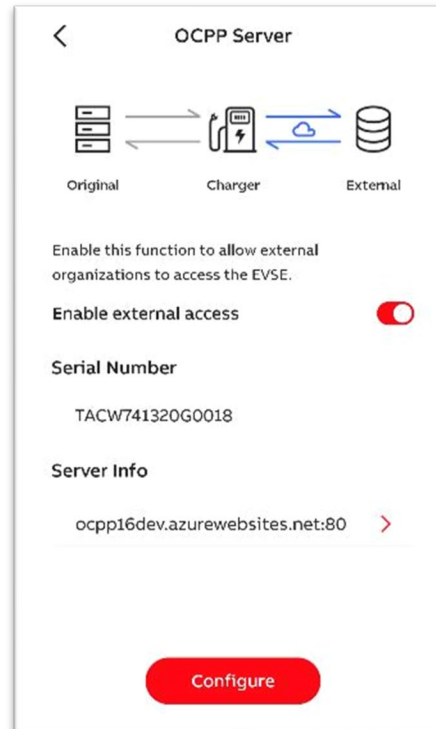 OCPP Server
Original Charger External
Enable this function to allow external
organizations to access the EVSE.
Enable external access
Serial Number
TACW741320G0018
Server Info
ocpp16dev.azurewebsites.net:80
Configure